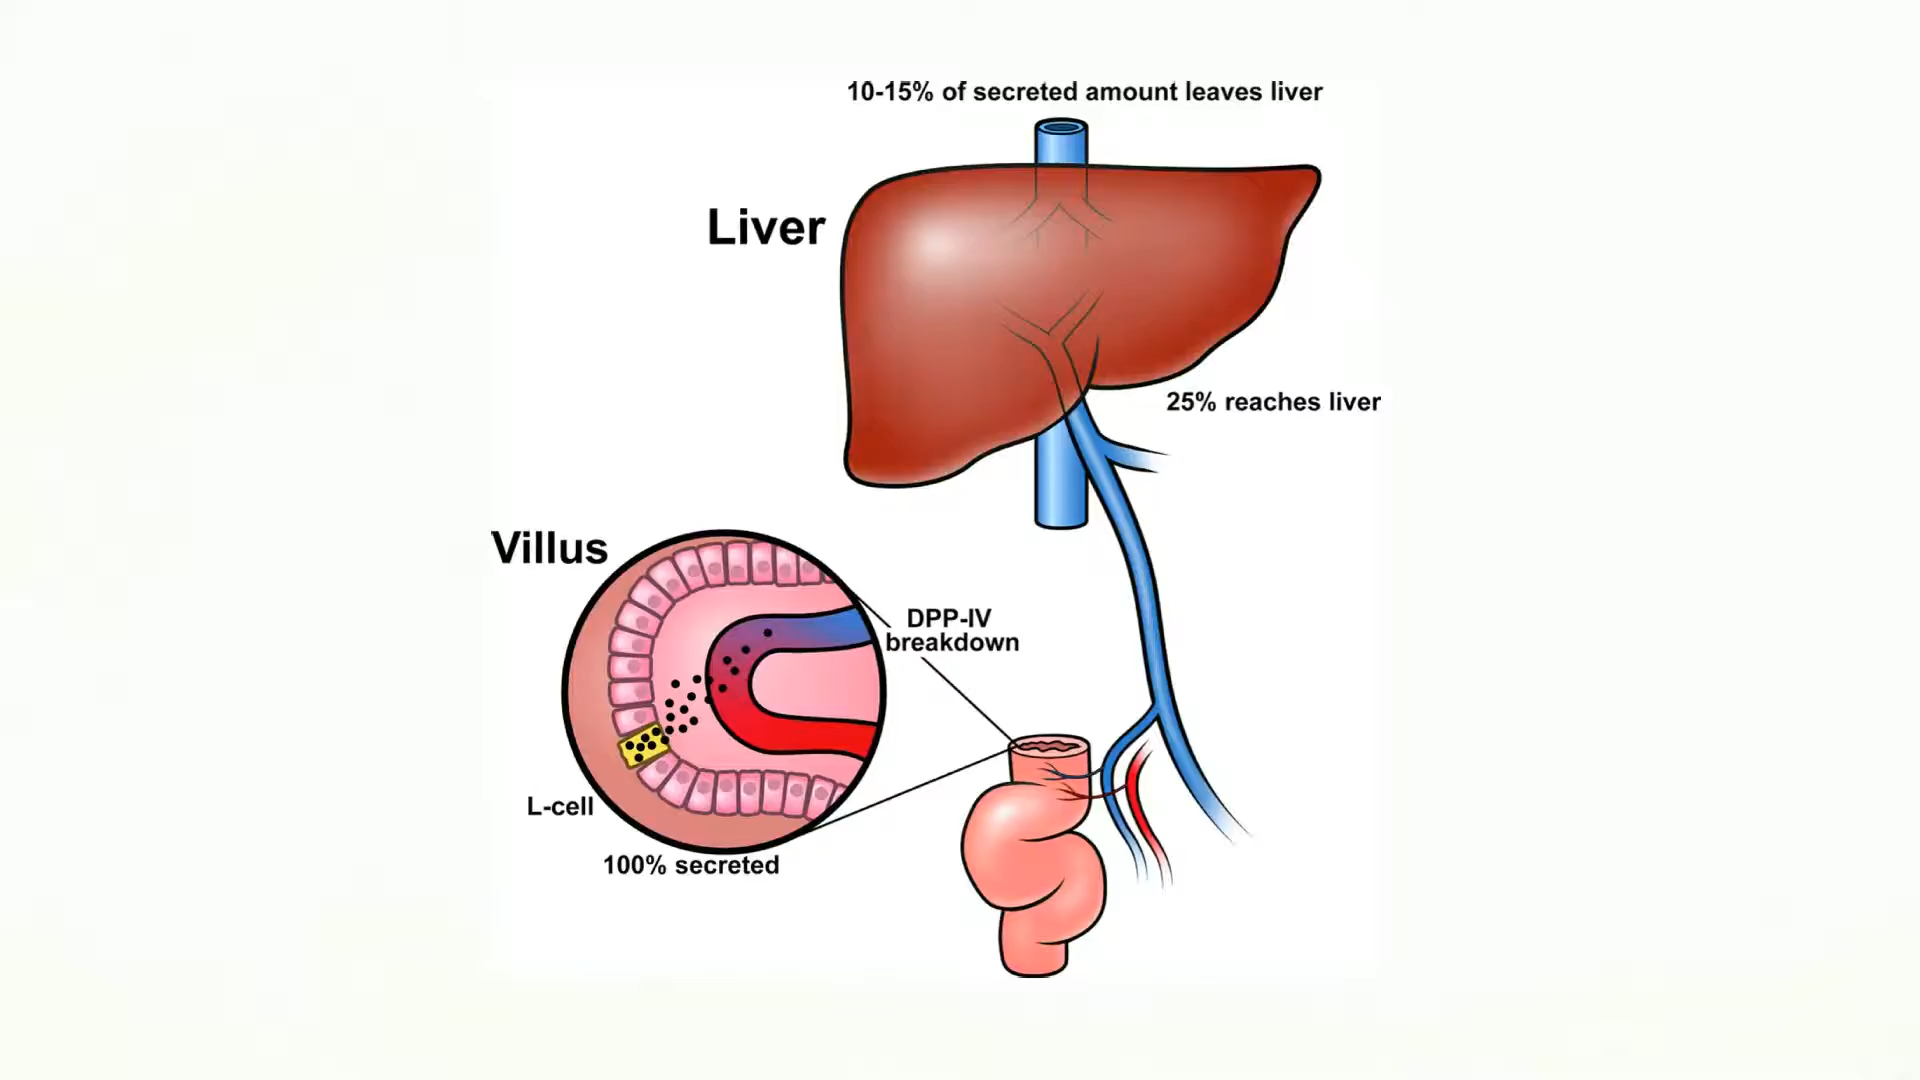 10-15% of secreted amount leaves liver
Liver
25% reaches liver
Villus
DPP-IV
breakdown
L-cell
100% secreted